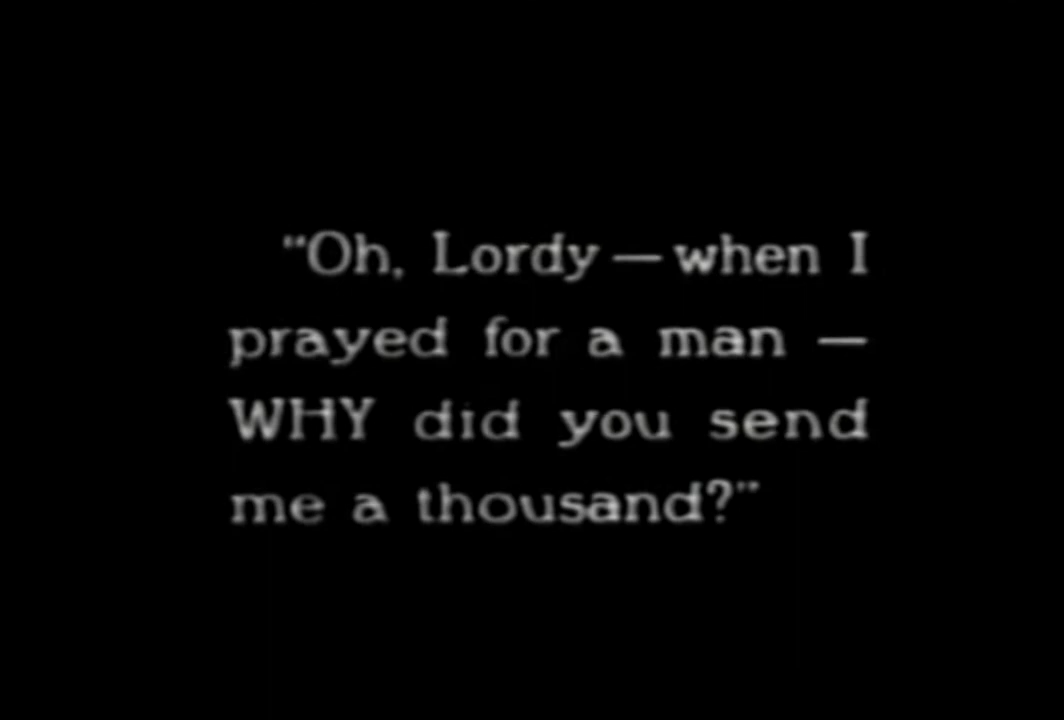 “Oh, Lordy — when I
prayed for a man —
WHY did you send
me a thousand?”